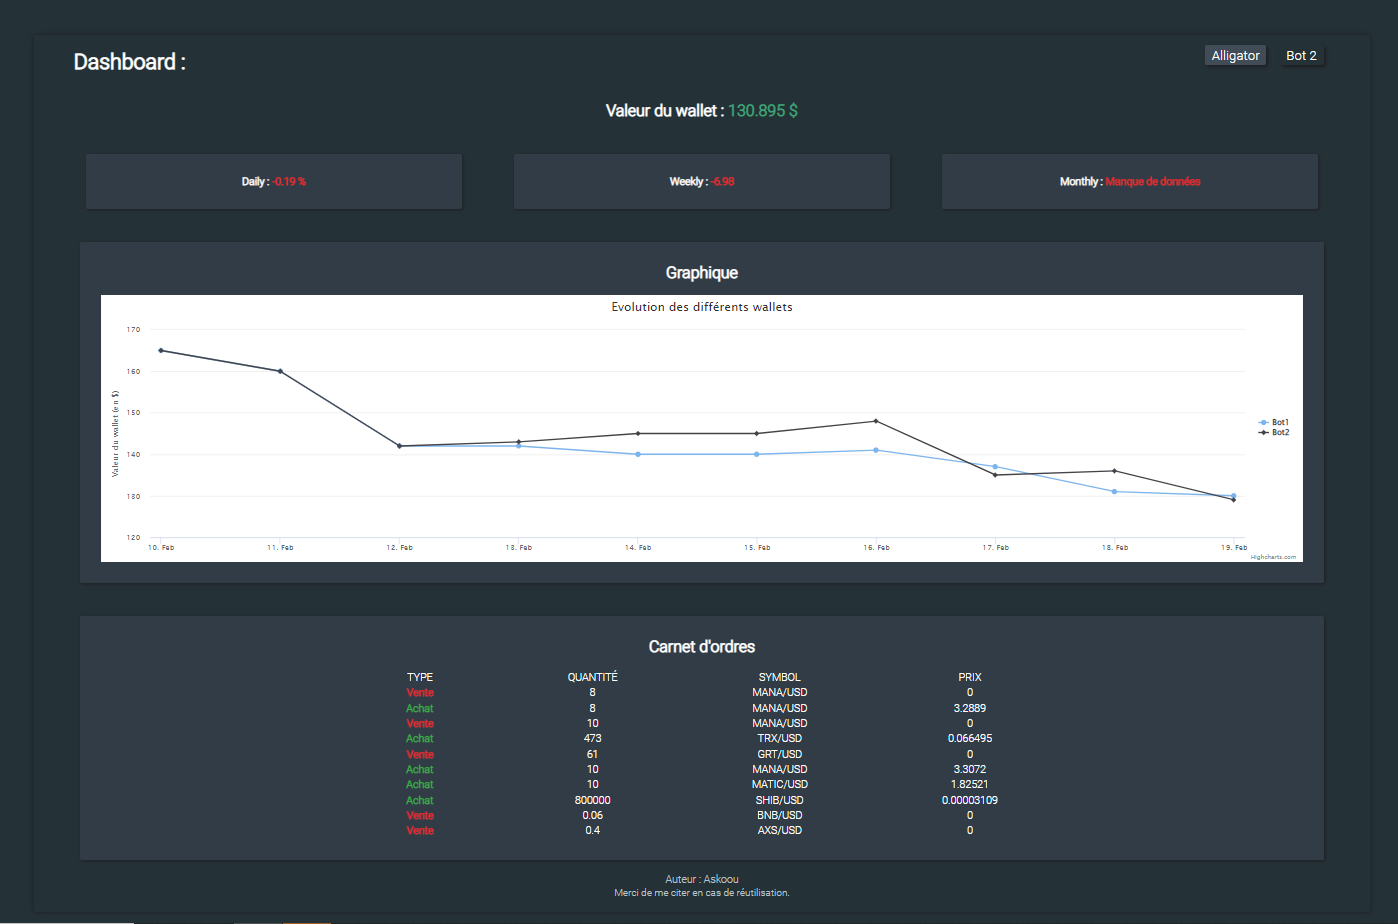 Dashboard :
Alligator
Bot 2
Valeur du wallet : 130.895 $
Daily : -0.19 %
Weekly : -6.98
Monthly : Manque de données
Graphique
Evolution des différents wallets
Valeur du wallet (en $)
170
160
150
140
130
120
10. Feb 11. Feb 12. Feb 13. Feb 14. Feb 15. Feb 16. Feb 17. Feb 18. Feb 19. Feb
Bot1
Bot2
Highcharts.com
Carnet d'ordres
TYPE QUANTITÉ SYMBOL PRIX
Vente 8 MANA/USD 0
Achat 8 MANA/USD 3.2889
Vente 10 MANA/USD 0
Achat 473 TRX/USD 0.066495
Vente 61 GRT/USD 0
Achat 10 MANA/USD 3.3072
Achat 10 MATIC/USD 1.82521
Achat 800000 SHIB/USD 0.00003109
Vente 0.06 BNB/USD 0
Vente 0.4 AXS/USD 0
Auteur : Askoou
Merci de me citer en cas de réutilisation.